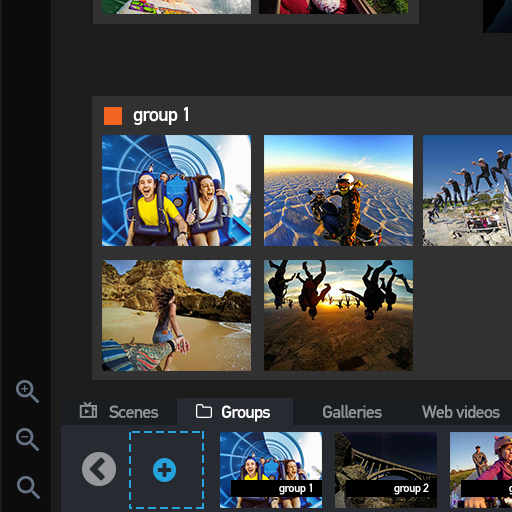 group 1
Scenes
Groups
Galleries
Web videos
group 1
group 2